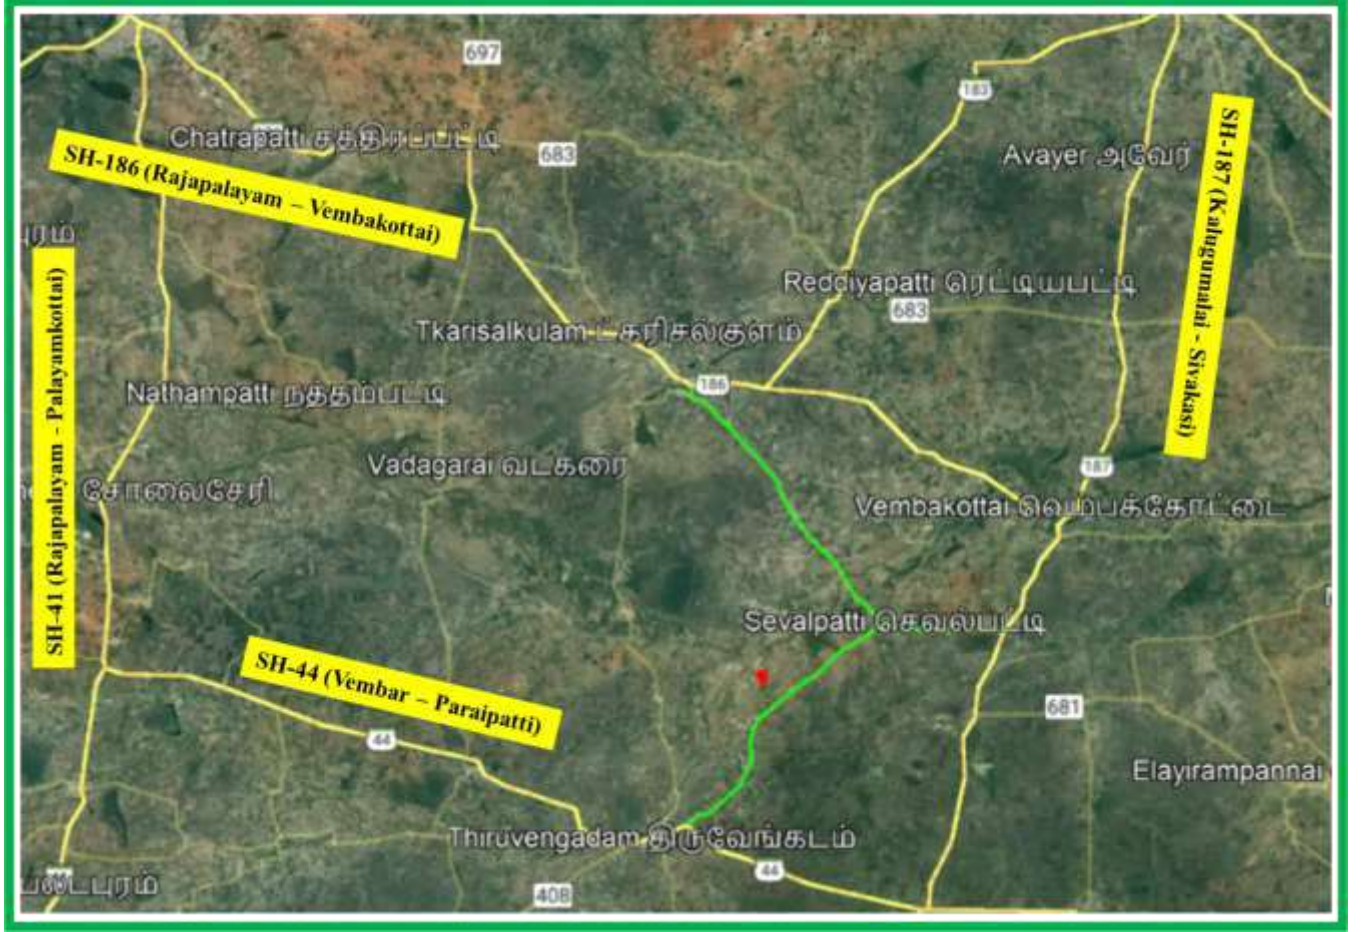 697
183
Chatrapatti சத்திரப்பட்டி
683
Avayer அவேர்
SH-186 (Rajapalayam – Vembakottai)
SH-187 (Kalugumalai - Sivakasi)
புரம்
SH-41 (Rajapalayam - Palayamkottai)
Reddiyapatti ரெட்டியபட்டி
683
Tkarisalkulam ட்கரிசல்குளம்
186
Nathampatti நத்தம்பட்டி
Vadagarai வடகரை
187
சோலைசேரி
Vembakottai வெம்பக்கோட்டை
Sevalpatti செவல்பட்டி
SH-44 (Vembar – Paraipatti)
681
44
Elayirampannai
Thiruvengadam திருவேங்கடம்
44
408